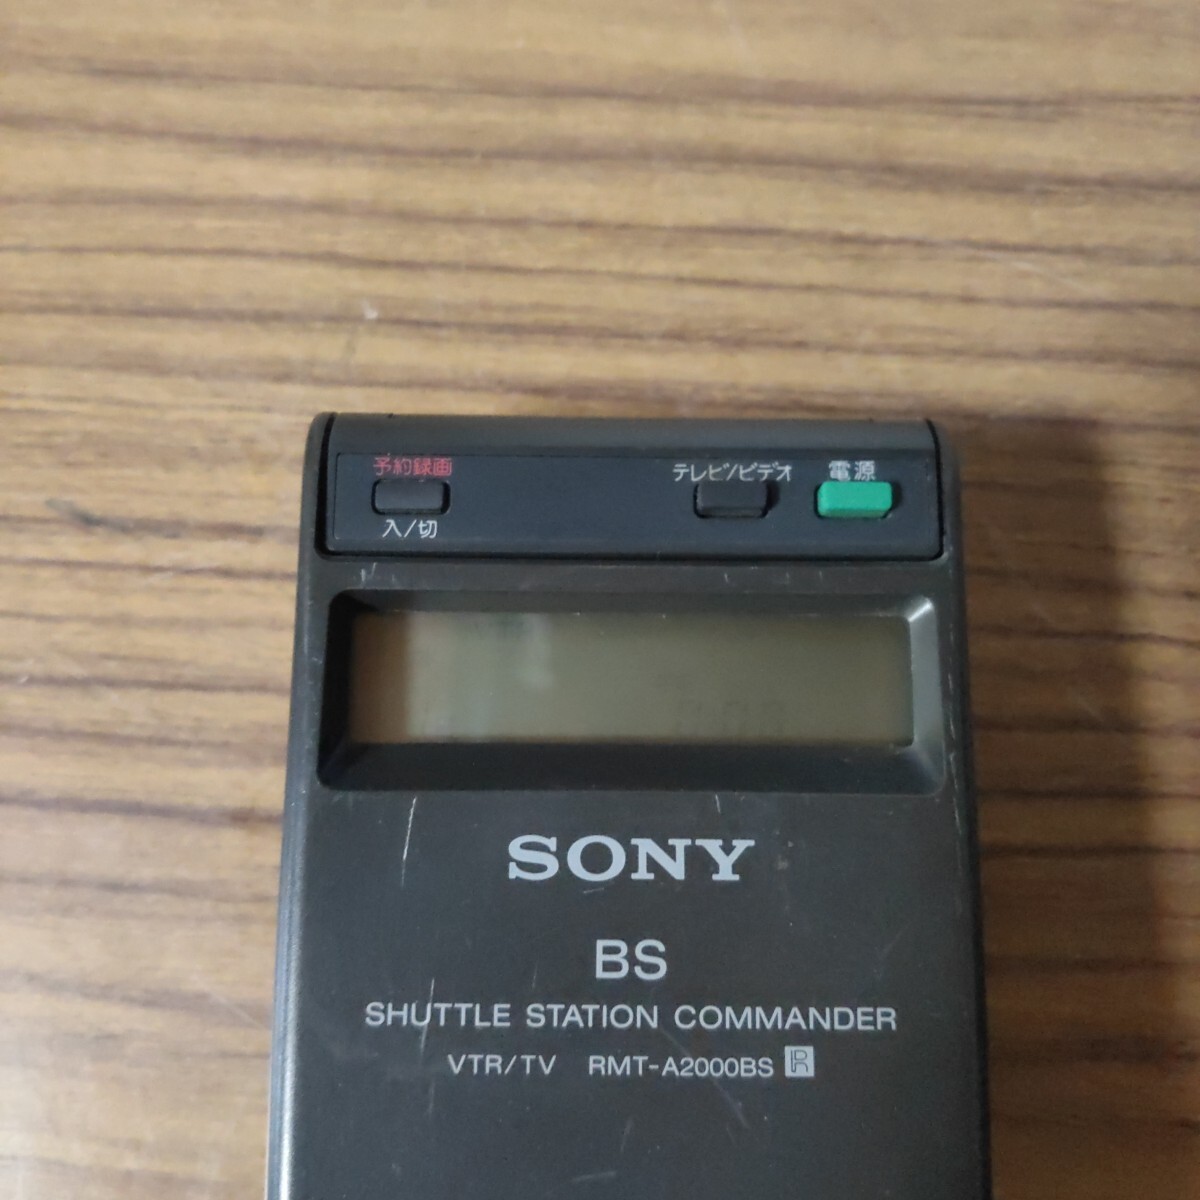 予約録画 テレビ/ビデオ 電源
入/切
SONY
BS
SHUTTLE STATION COMMANDER
VTR/TV RMT-A2000BS